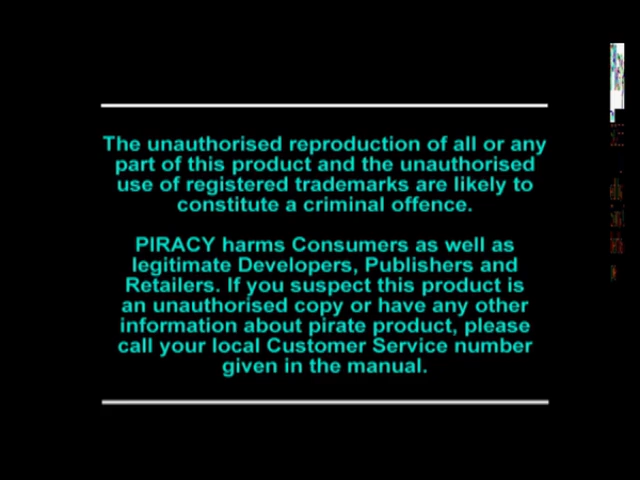 The unauthorised reproduction of all or any
part of this product and the unauthorised
use of registered trademarks are likely to
constitute a criminal offence.
PIRACY harms Consumers as well as
legitimate Developers, Publishers and
Retailers. If you suspect this product is
an unauthorised copy or have any other
information about pirate product, please
call your local Customer Service number
given in the manual.